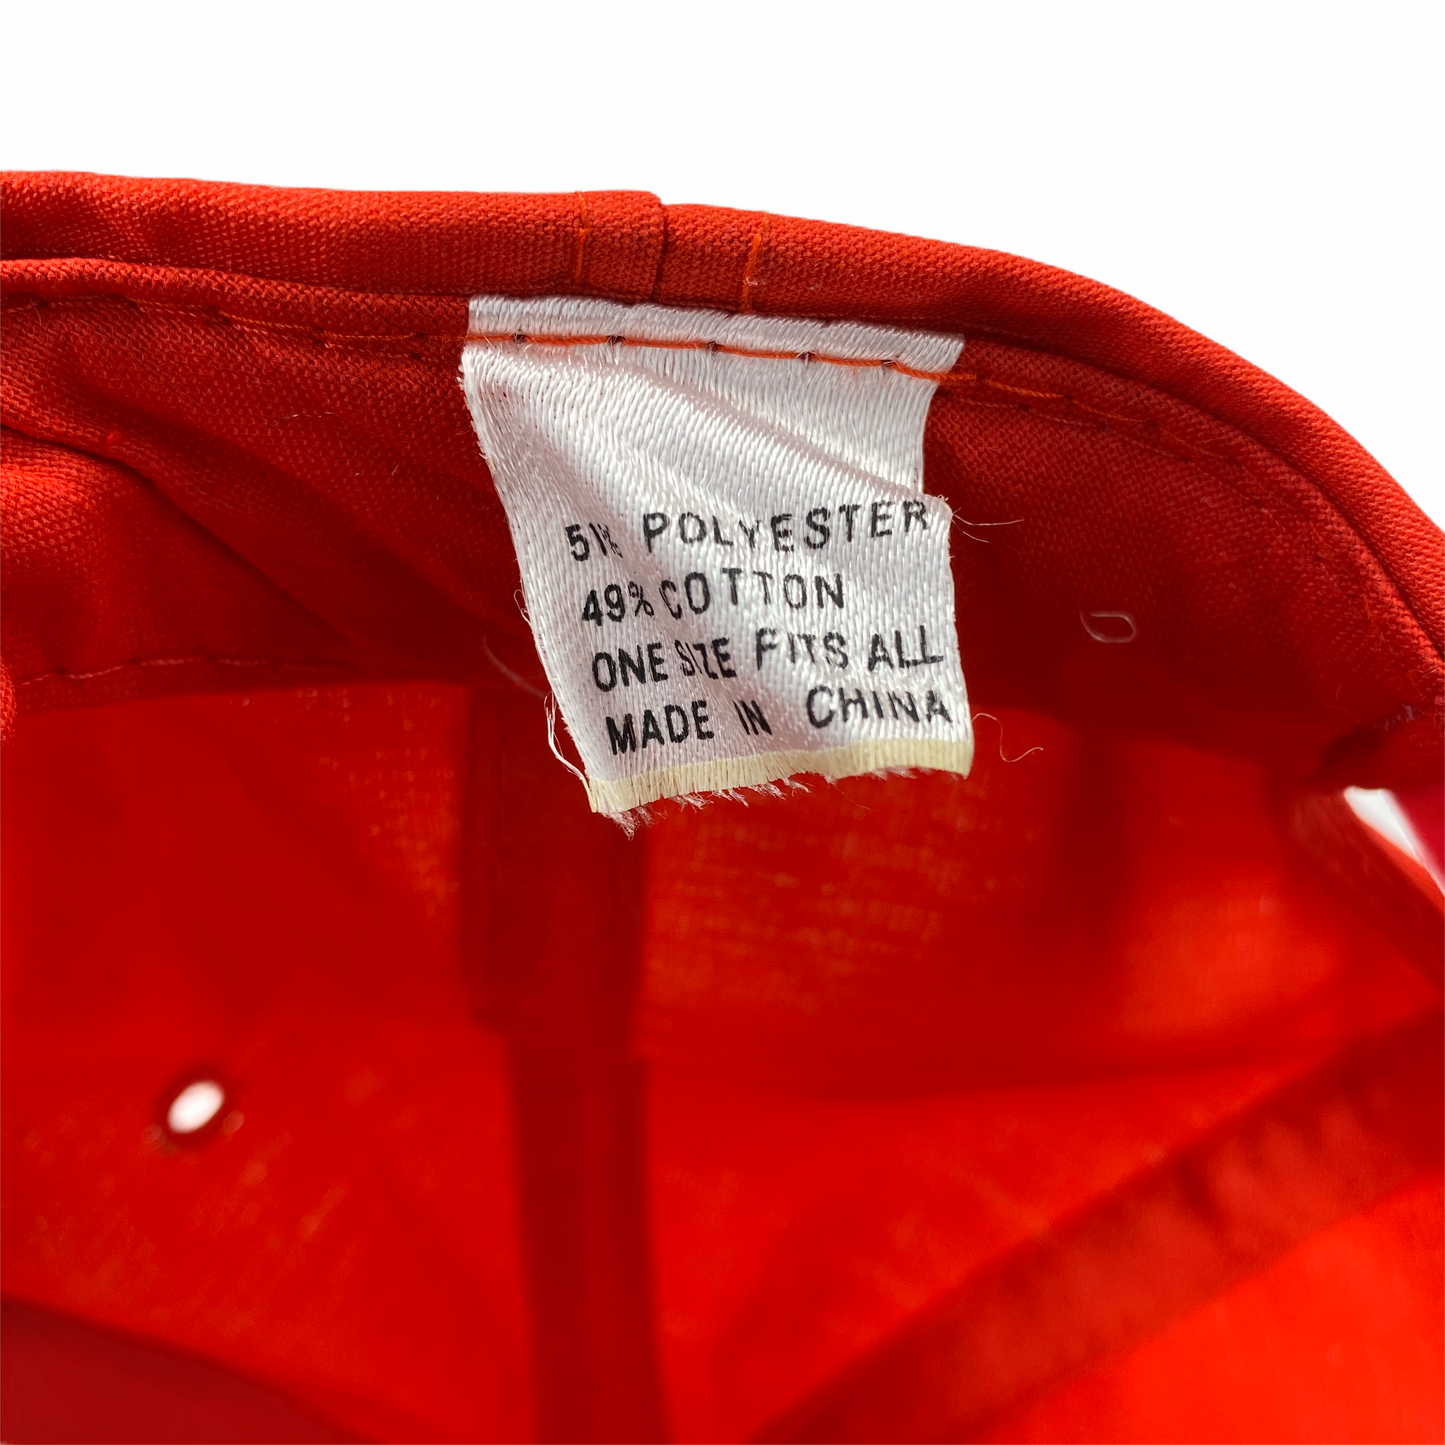 51% POLYESTER
49% COTTON
ONE SIZE FITS ALL
MADE IN CHINA